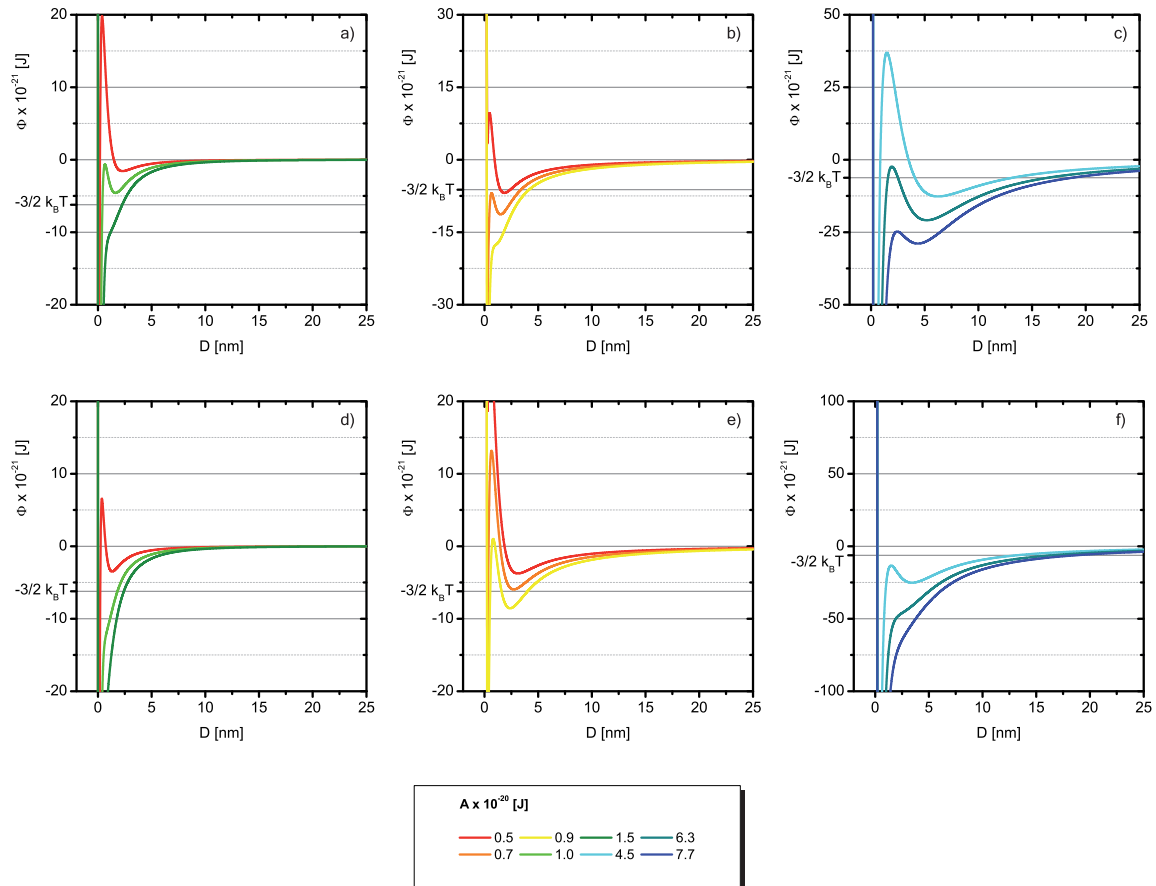 a)
Φ x 10^-21 [J]
20
10
0
-3/2 k_BT
-10
-20
0 5 10 15 20 25
D [nm]
b)
Φ x 10^-21 [J]
30
15
0
-3/2 k_BT
-15
-30
0 5 10 15 20 25
D [nm]
c)
Φ x 10^-21 [J]
50
25
0
-3/2 k_BT
-25
-50
0 5 10 15 20 25
D [nm]
d)
Φ x 10^-21 [J]
20
10
0
-3/2 k_BT
-10
-20
0 5 10 15 20 25
D [nm]
e)
Φ x 10^-21 [J]
20
10
0
-3/2 k_BT
-10
-20
0 5 10 15 20 25
D [nm]
f)
Φ x 10^-21 [J]
100
50
0
-3/2 k_BT
-50
-100
0 5 10 15 20 25
D [nm]
A x 10^-20 [J]
0.5 0.9 1.5 6.3
0.7 1.0 4.5 7.7